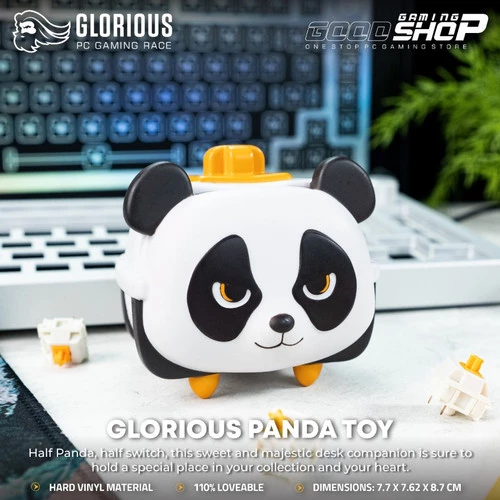 GLORIOUS
PC GAMING RACE
GOOD GAMING SHOP
ONE STOP PC GAMING STORE
GLORIOUS PANDA TOY
Half Panda, half switch, this sweet and majestic desk companion is sure to
hold a special place in your collection and your heart.
HARD VINYL MATERIAL
110% LOVEABLE
DIMENSIONS: 7.7 X 7.62 X 8.7 CM